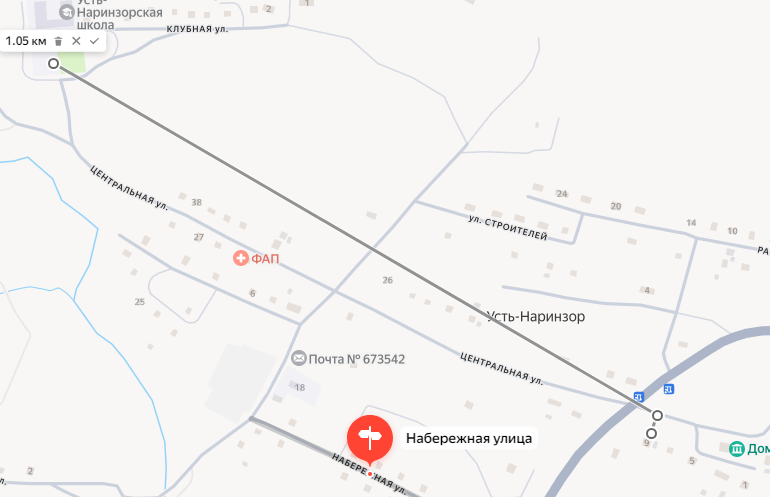 Усть-
Наринзорская
школа
2
1
КЛУБНАЯ ул.
1.05 км
ЦЕНТРАЛЬНАЯ ул.
38
24
20
14
10
ул. СТРОИТЕЛЕЙ
27
РА
ФАП
26
4
25
6
Усть-Наринзор
Почта № 673542
ЦЕНТРАЛЬНАЯ ул.
18
Набережная улица
9
Дом
5
2
НАБЕРЕЖНАЯ ул.
1